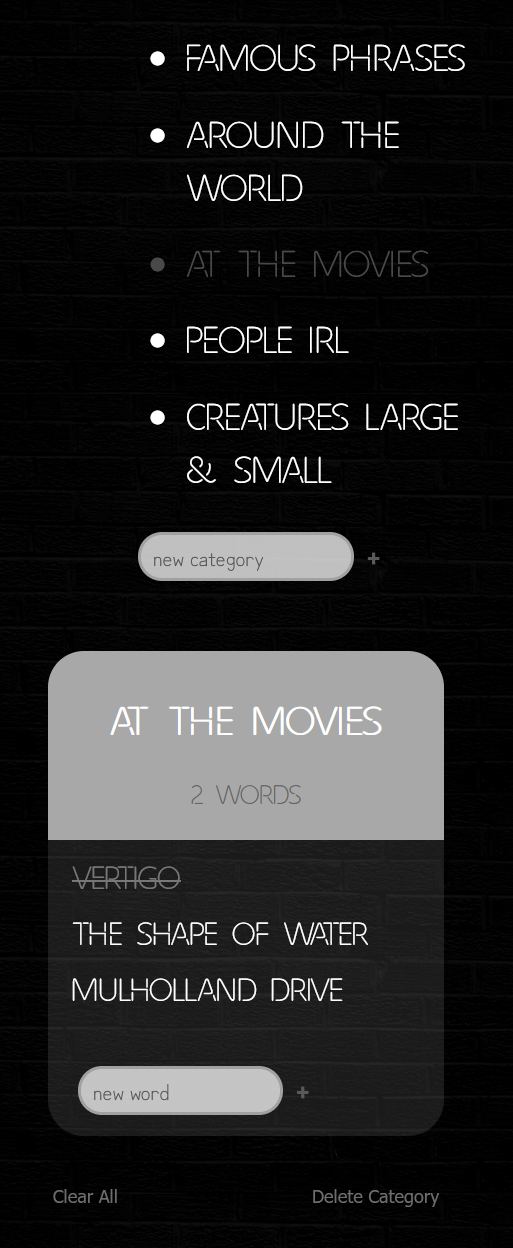 FAMOUS PHRASES
AROUND THE
WORLD
AT THE MOVIES
PEOPLE IRL
CREATURES LARGE
& SMALL
new category +
AT THE MOVIES
2 WORDS
VERTIGO
THE SHAPE OF WATER
MULHOLLAND DRIVE
new word +
Clear All Delete Category